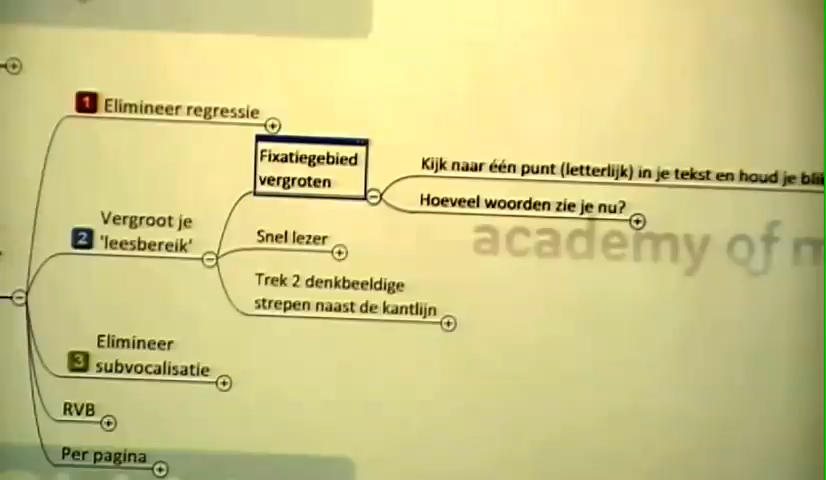 1 Elimineer regressie
Fixatiegebied
vergroten
Kijk naar één punt (letterlijk) in je tekst en houd je
Hoeveel woorden zie je nu?
academy of
2 Vergroot je
'leesbereik'
Snel lezer
Trek 2 denkbeeldige
strepen naast de kantlijn
3 Elimineer
subvocalisatie
RVB
Per pagina